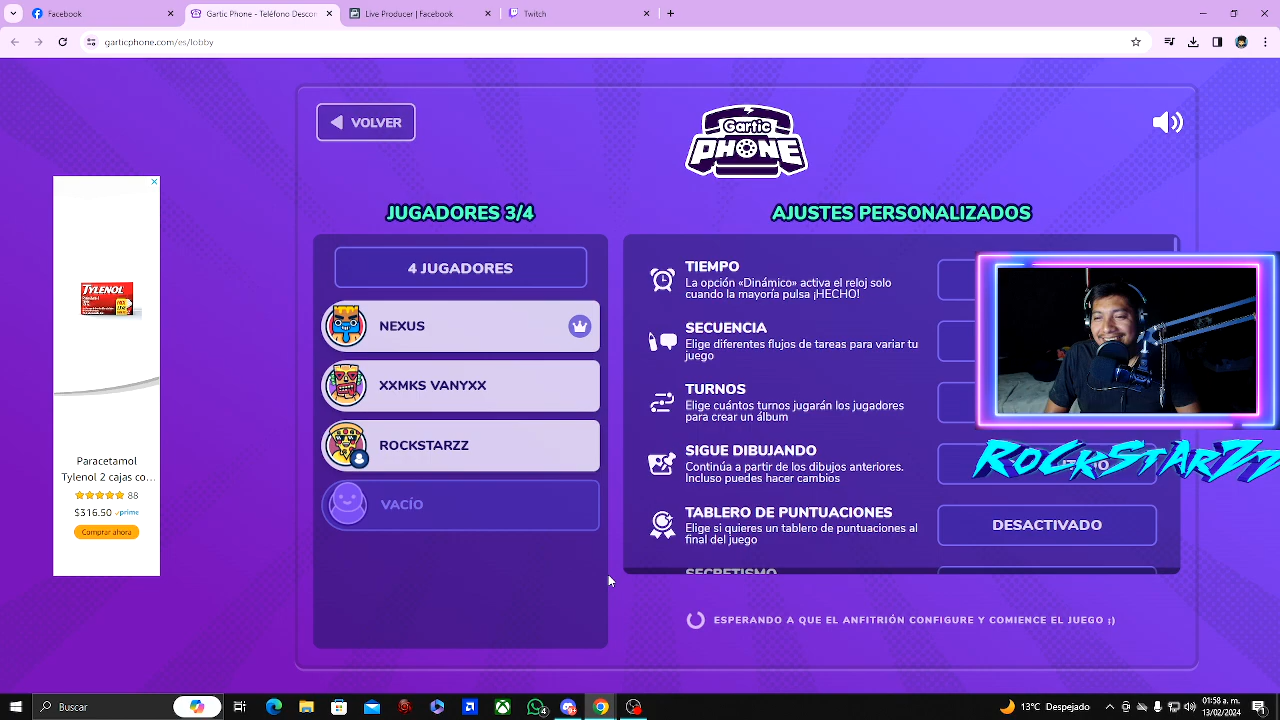 Facebook
Gartic Phone - Teléfono Descor
Live Producer | Facebook
Twitch
garticphone.com/es/lobby
VOLVER
Gartic
PHONE
JUGADORES 3/4
AJUSTES PERSONALIZADOS
4 JUGADORES
NEXUS
XXMKS VANYXX
ROCKSTARZZ
VACÍO
TIEMPO
La opción «Dinámico» activa el reloj solo
cuando la mayoría pulsa ¡HECHO!
SECUENCIA
Elige diferentes flujos de tareas para variar tu
juego
TURNOS
Elige cuántos turnos jugarán los jugadores
para crear un álbum
SIGUE DIBUJANDO
Continúa a partir de los dibujos anteriores.
Incluso puedes hacer cambios
TABLERO DE PUNTUACIONES
Elige si quieres un tablero de puntuaciones al
final del juego
DESACTIVADO
SECRETISMO
ROCKSTARZZ
ESPERANDO A QUE EL ANFITRIÓN CONFIGURE Y COMIENCE EL JUEGO ;)
TYLENOL
Paracetamol
Tylenol 2 cajas co...
88
$316.50 prime
Comprar ahora
Buscar
4
13°C Despejado
01:58 a. m.
13/02/2024